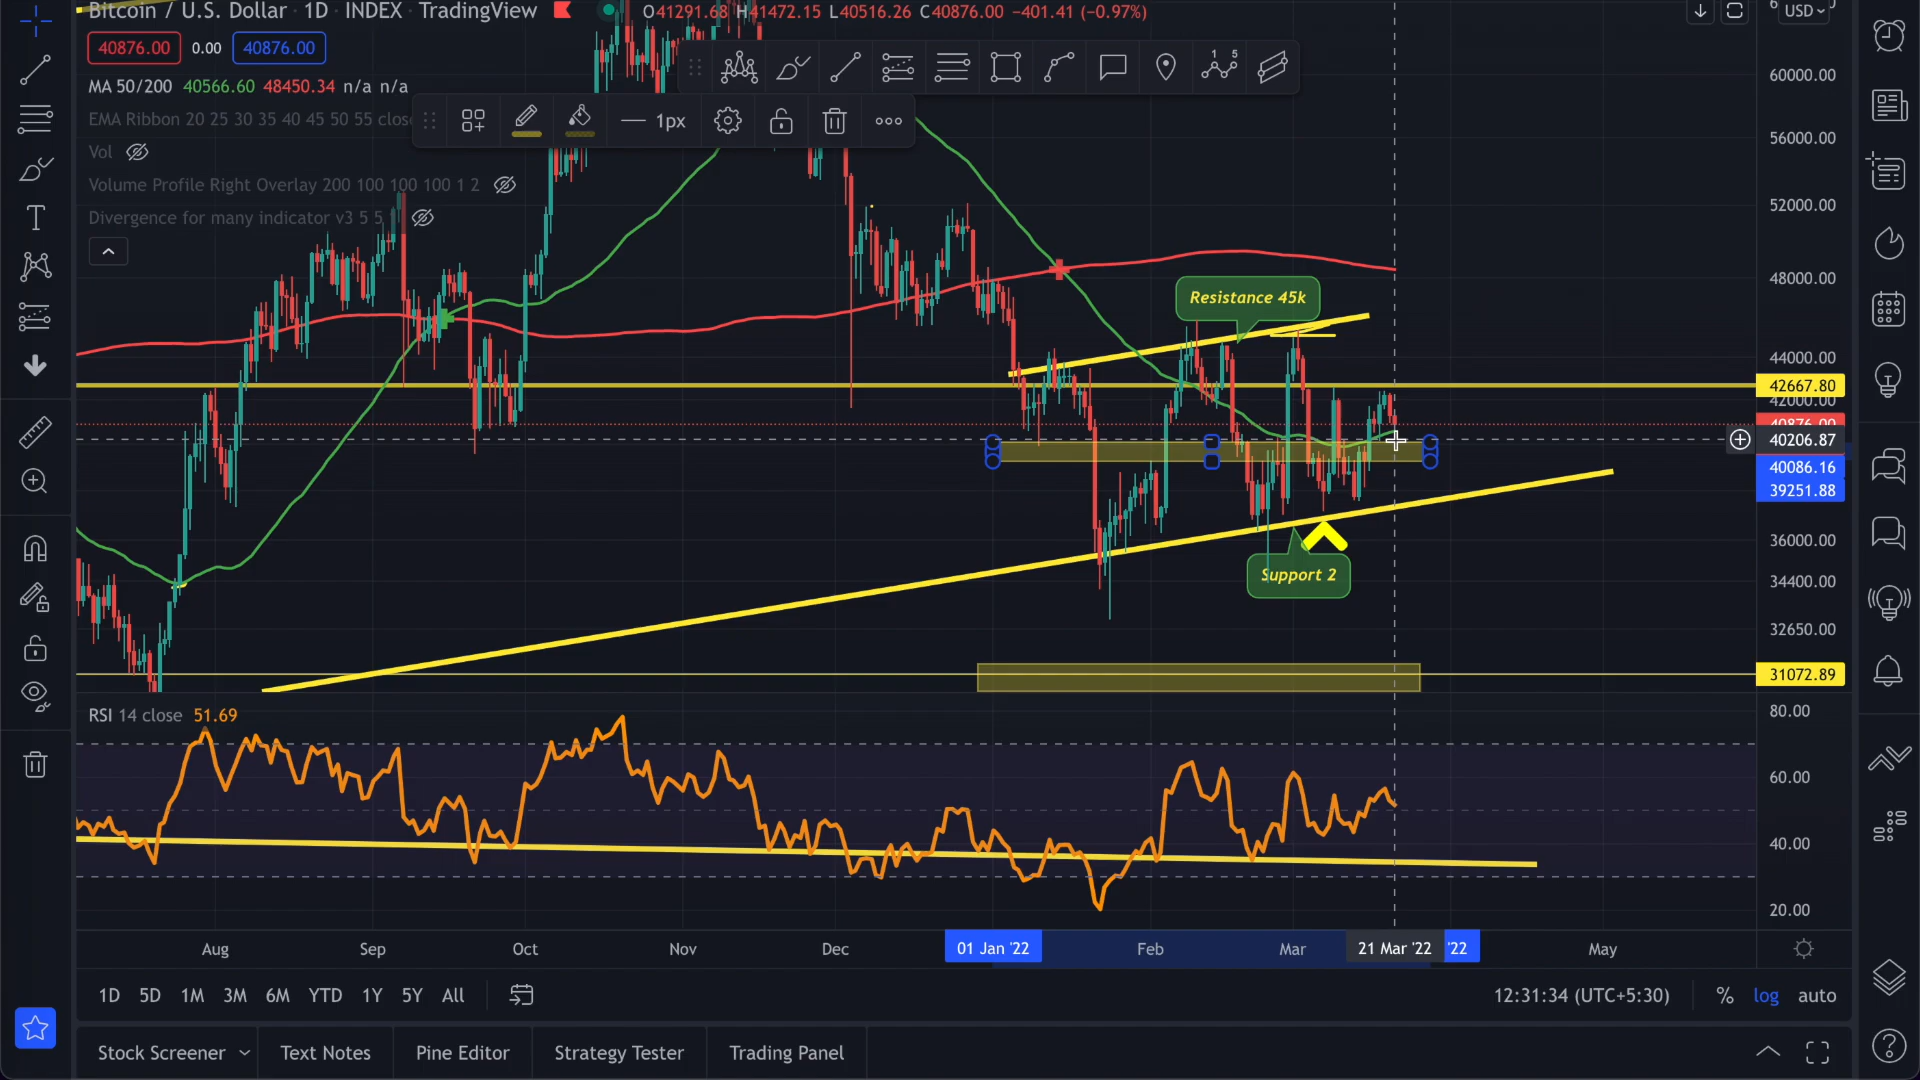 Bitcoin / U.S. Dollar · 1D · INDEX · TradingView O41291.68 H41472.15 L40516.26 C40876.00 −401.41 (−0.97%)
USD
40876.00 0.00 40876.00
MA 50/200 40566.60 48450.34 n/a n/a
EMA Ribbon 20 25 30 35 40 45 50 55 clos
1px
Vol
Volume Profile Right Overlay 200 100 100 100 1 2
Divergence for many indicator v3 5 5
60000.00
56000.00
52000.00
48000.00
44000.00
42667.80
42000.00
40876.00
40206.87
40086.16
39251.88
36000.00
34400.00
32650.00
31072.89
Resistance 45k
Support 2
RSI 14 close 51.69
80.00
60.00
40.00
20.00
Aug Sep Oct Nov Dec 01 Jan '22 Feb Mar 21 Mar '22 '22 May
1D 5D 1M 3M 6M YTD 1Y 5Y All
12:31:34 (UTC+5:30) % log auto
Stock Screener Text Notes Pine Editor Strategy Tester Trading Panel